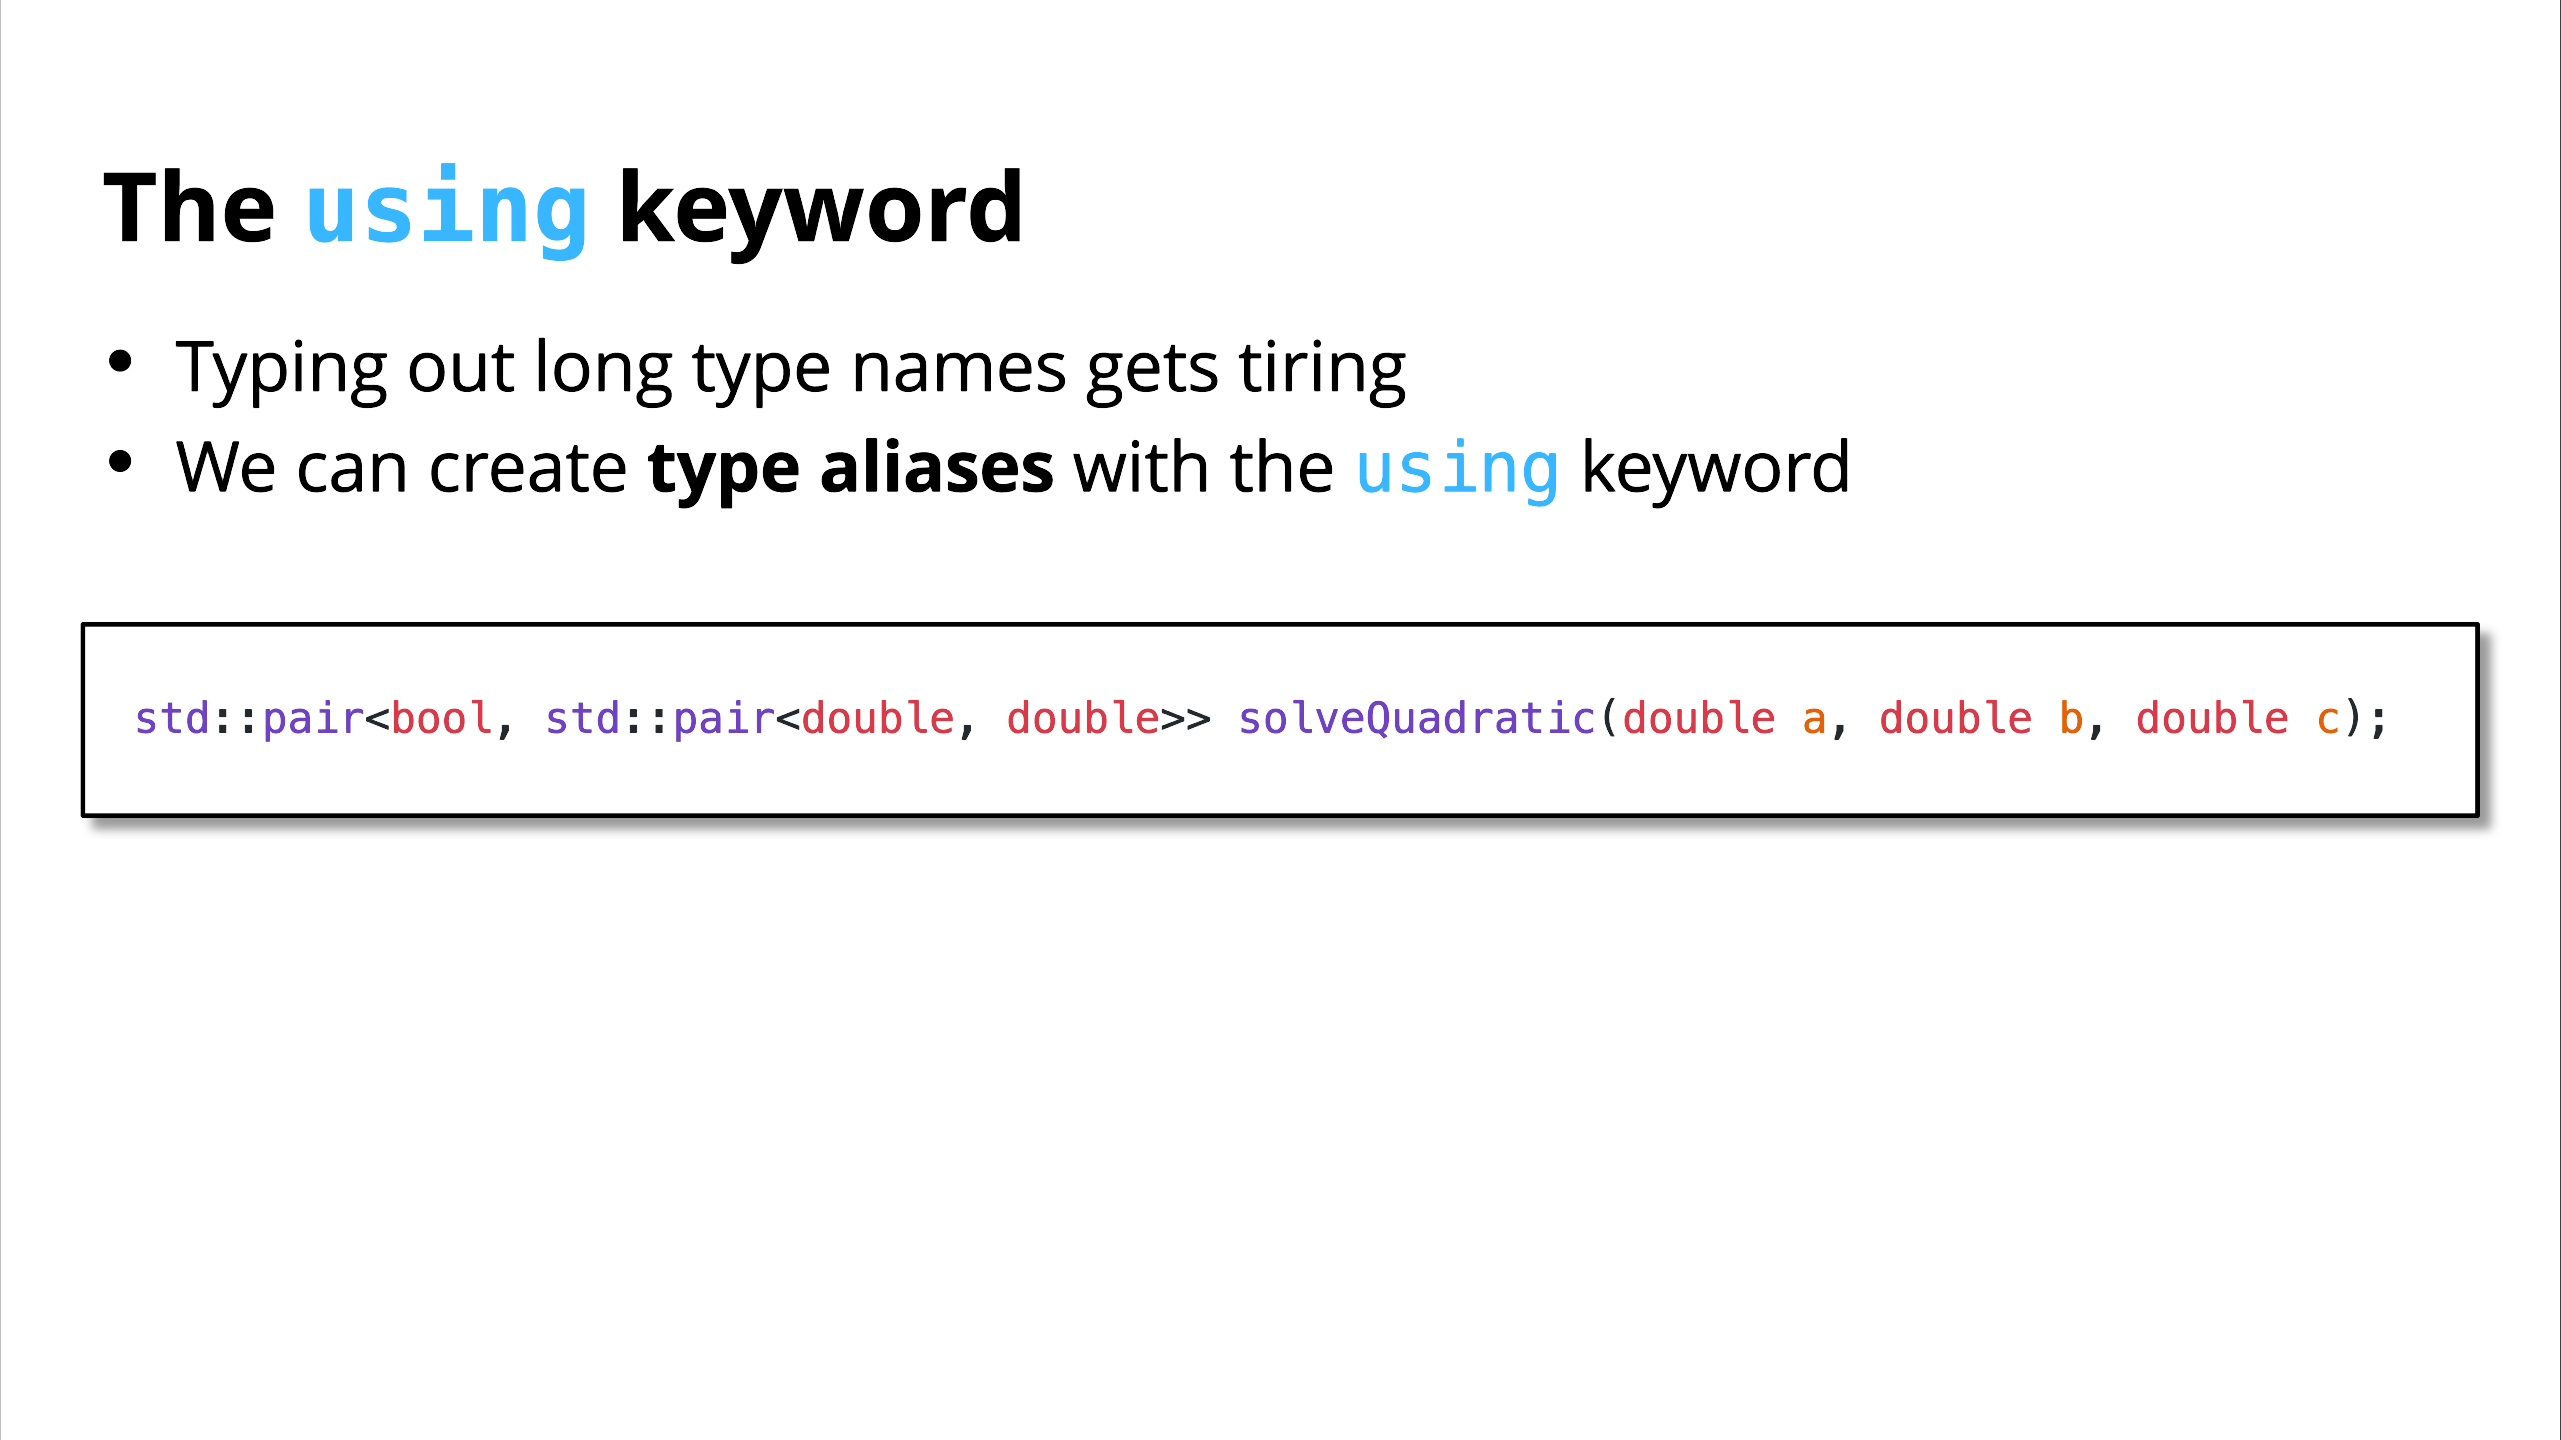 The using keyword
• Typing out long type names gets tiring
• We can create type aliases with the using keyword
std::pair<bool, std::pair<double, double>> solveQuadratic(double a, double b, double c);